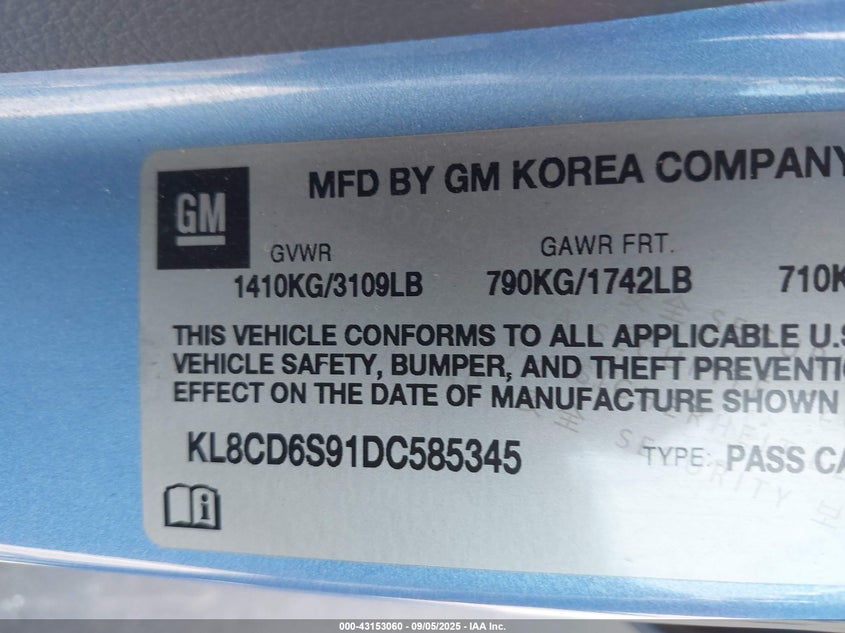 MFD BY GM KOREA COMPANY
GM
GVWR GAWR FRT.
1410KG/3109LB 790KG/1742LB 710K
THIS VEHICLE CONFORMS TO ALL APPLICABLE U.S
VEHICLE SAFETY, BUMPER, AND THEFT PREVENTI
EFFECT ON THE DATE OF MANUFACTURE SHOWN
KL8CD6S91DC585345 TYPE: PASS CA
000-43153060 - 09/05/2025 - IAA Inc.